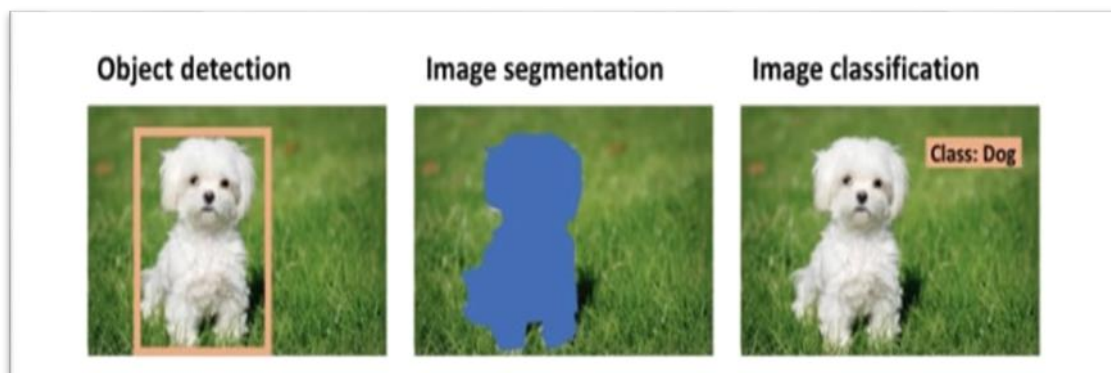 Object detection
Image segmentation
Image classification
Class: Dog